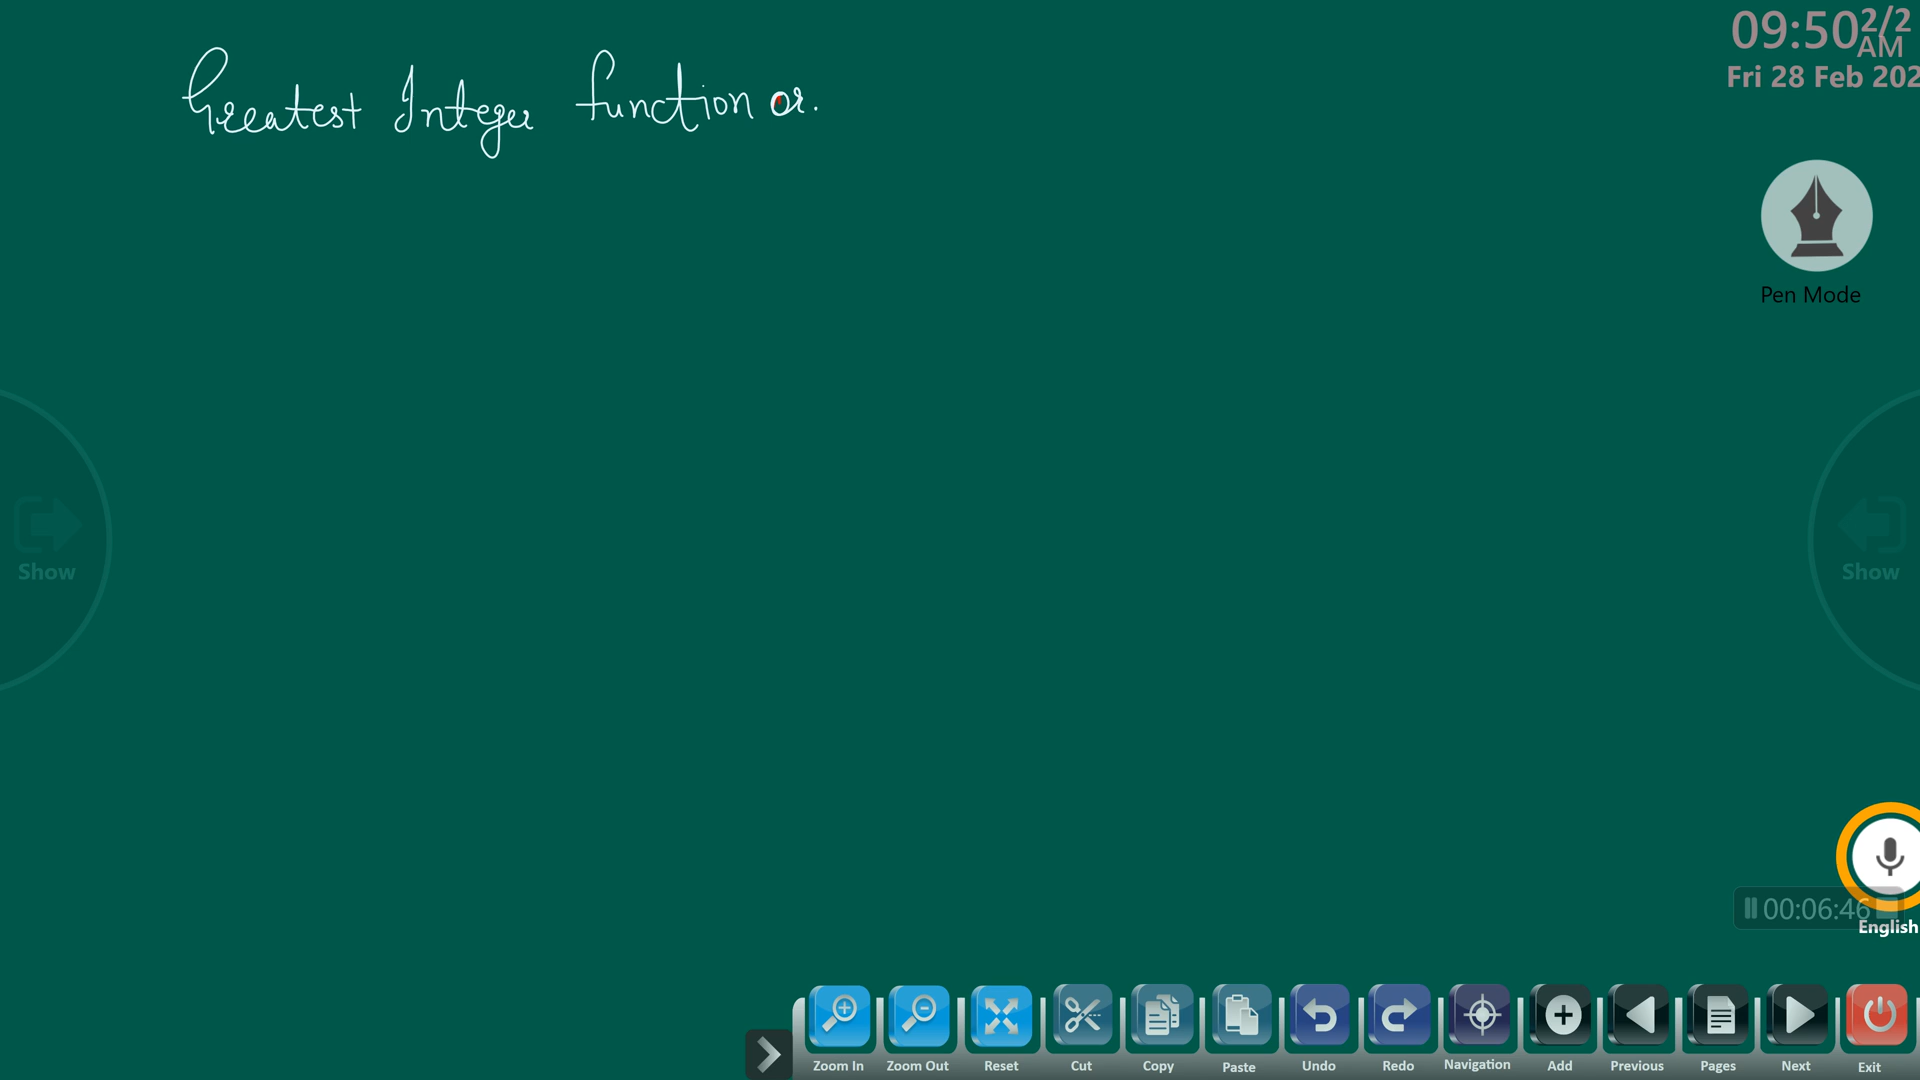 Greatest Integer function or.
09:50 AM 2/2
Fri 28 Feb 202
Pen Mode
Show
Show
00:06:46
English
Zoom In Zoom Out Reset Cut Copy Paste Undo Redo Navigation Add Previous Pages Next Exit